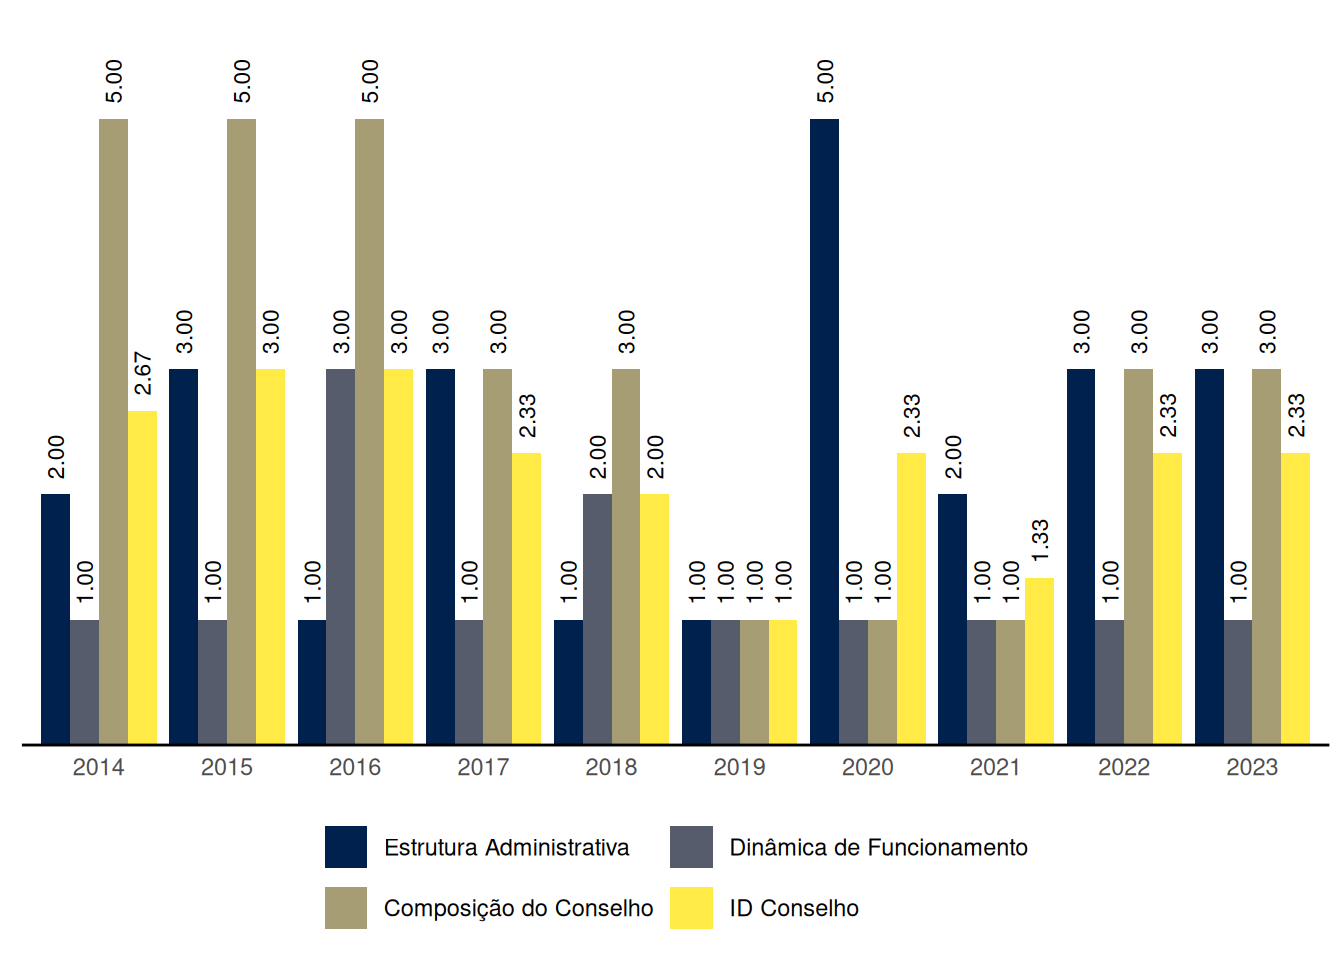 5.00 5.00 5.00 5.00
3.00 3.00 3.00 3.00 3.00 3.00 3.00 3.00 3.00 3.00 3.00
2.67 2.33 2.33 2.33 2.33
2.00 2.00 2.00 2.00
1.33
1.00 1.00 1.00 1.00 1.00 1.00 1.00 1.00 1.00 1.00 1.00 1.00 1.00 1.00 1.00
2014 2015 2016 2017 2018 2019 2020 2021 2022 2023
Estrutura Administrativa Dinâmica de Funcionamento
Composição do Conselho ID Conselho